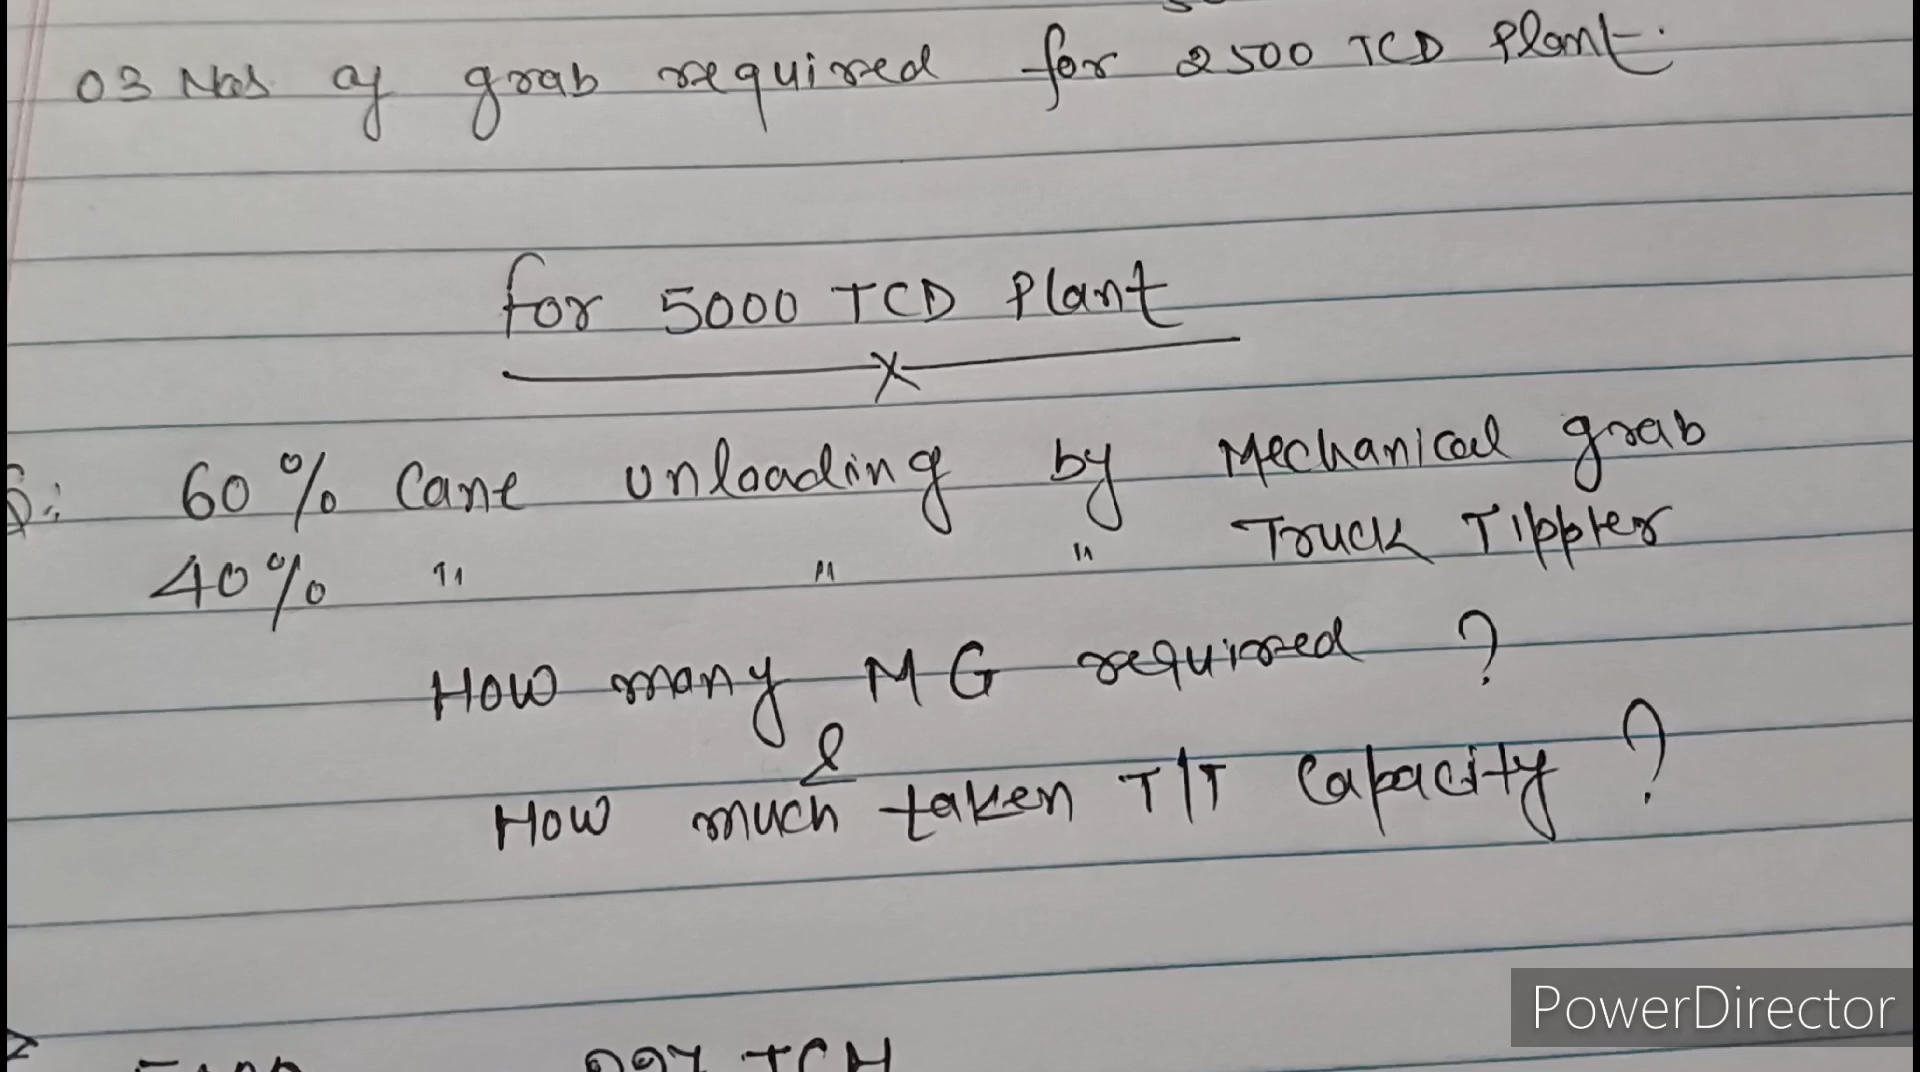 03 Nos of grab required for 2500 TCD Plant.
for 5000 TCD Plant
Q:- 60% Cane unloading by Mechanical grab
40% " " " Truck Tippler
How many MG required ?
&
How much taken T/T Capacity ?
TCH
PowerDirector